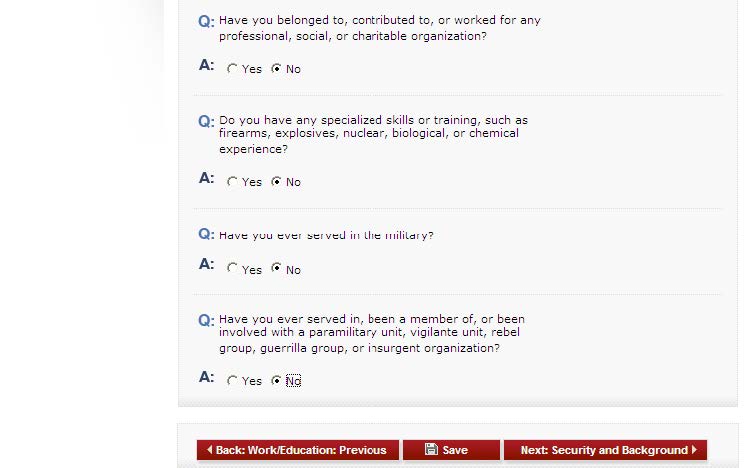 Q: Have you belonged to, contributed to, or worked for any
professional, social, or charitable organization?
A: Yes No
Q: Do you have any specialized skills or training, such as
firearms, explosives, nuclear, biological, or chemical
experience?
A: Yes No
Q: Have you ever served in the military?
A: Yes No
Q: Have you ever served in, been a member of, or been
involved with a paramilitary unit, vigilante unit, rebel
group, guerrilla group, or insurgent organization?
A: Yes No
Back: Work/Education: Previous Save Next: Security and Background